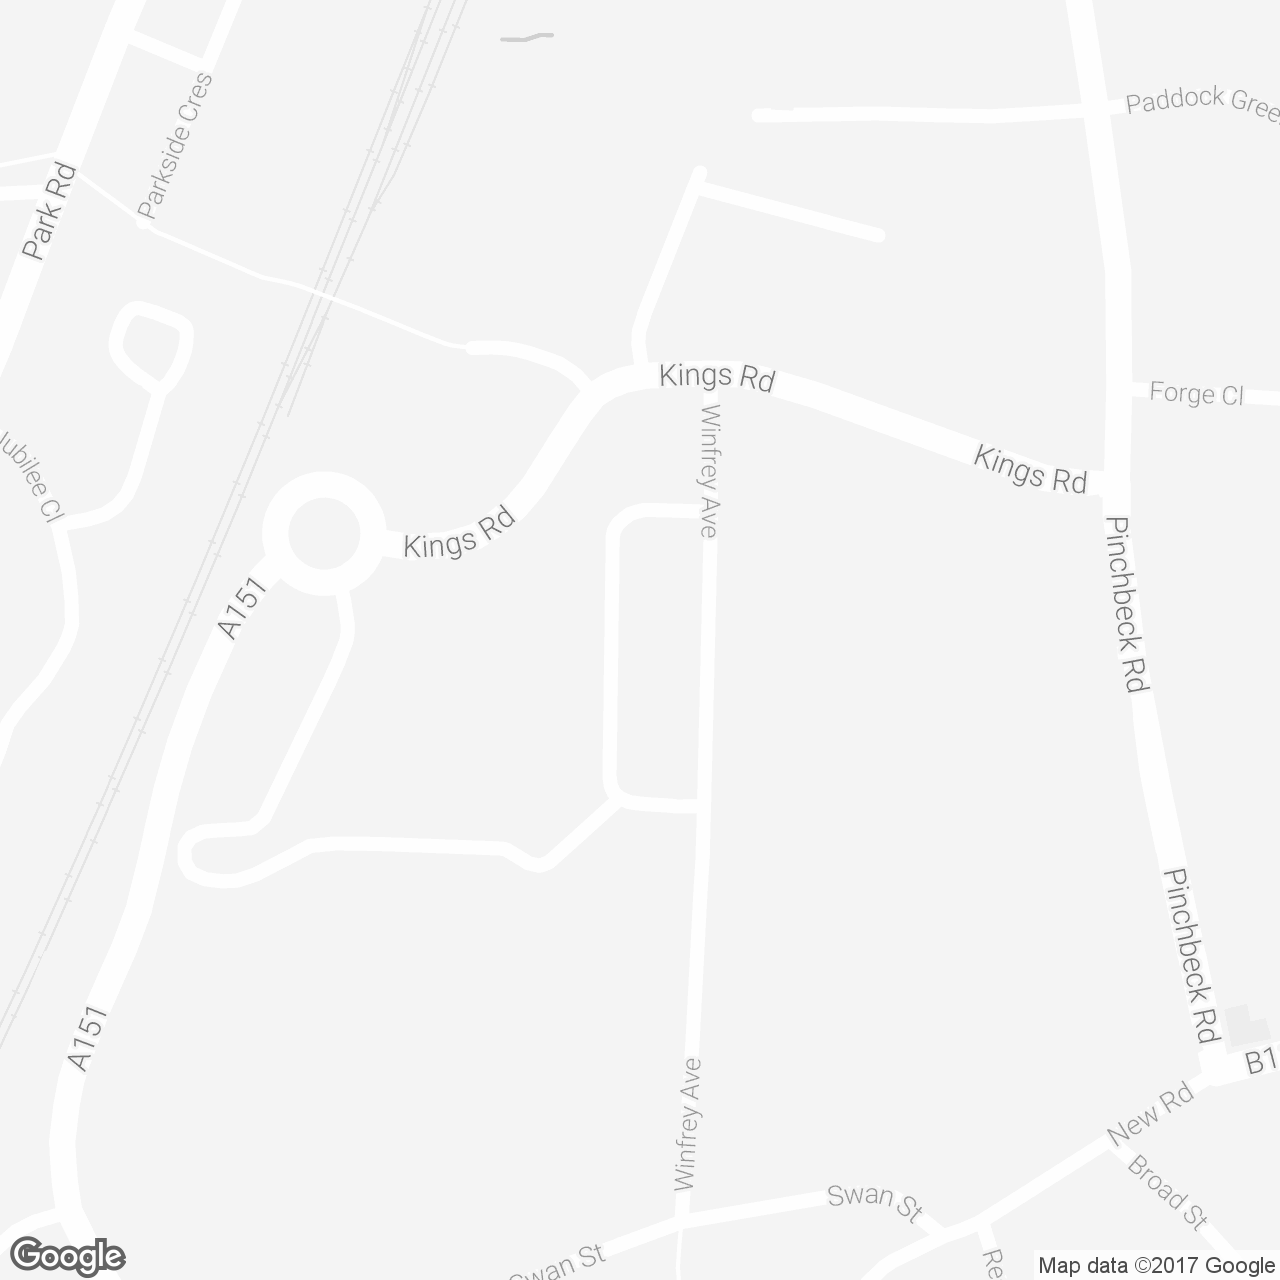 Paddock Gree
Parkside Cres
Park Rd
Kings Rd
Forge Cl
Winfrey Ave
Kings Rd
Jubilee Cl
Kings Rd
Pinchbeck Rd
A151
Pinchbeck Rd
A151
B1
Winfrey Ave
New Rd
Broad St
Swan St
Swan St
Re
Google
Map data ©2017 Google